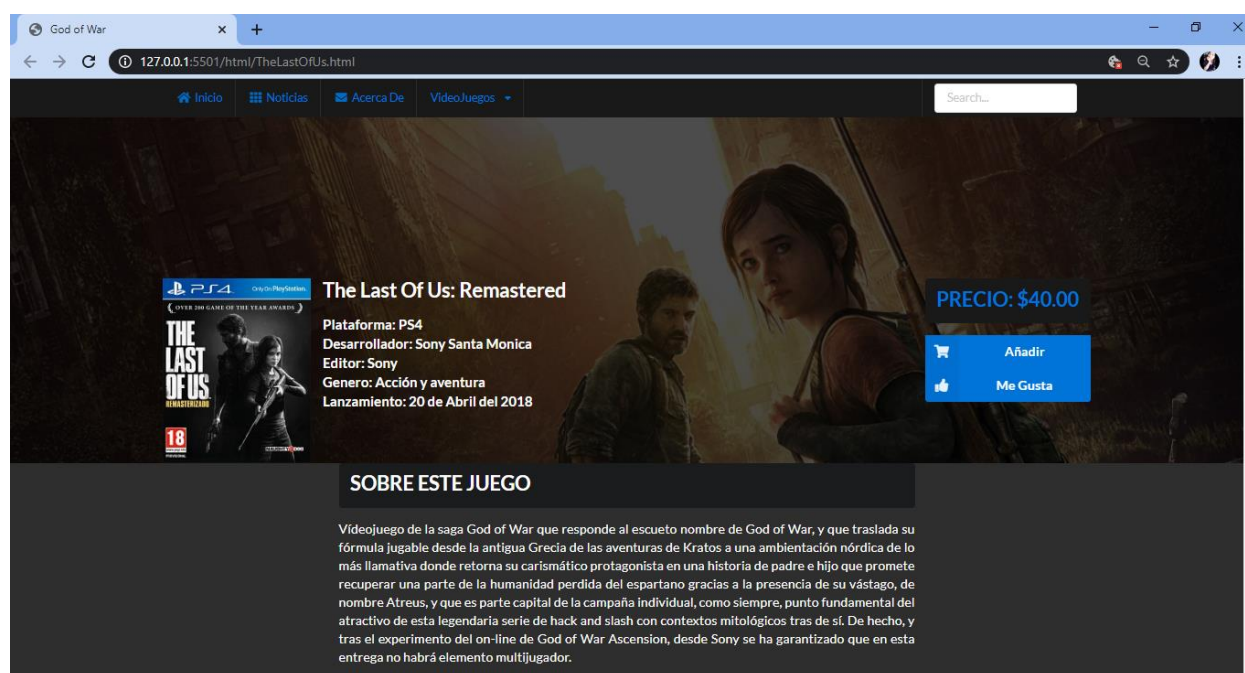 God of War
127.0.0.1:5501/html/TheLastOfUs.html
Inicio Noticias Acerca De VideoJuegos Search...
PS4 Only On PlayStation.
( OVER 200 GAME OF THE YEAR AWARDS )
THE
LAST
OF US
REMASTERIZADO
18
The Last Of Us: Remastered
Plataforma: PS4
Desarrollador: Sony Santa Monica
Editor: Sony
Genero: Acción y aventura
Lanzamiento: 20 de Abril del 2018
PRECIO: $40.00
Añadir
Me Gusta
SOBRE ESTE JUEGO
Vídeojuego de la saga God of War que responde al escueto nombre de God of War, y que traslada su
fórmula jugable desde la antigua Grecia de las aventuras de Kratos a una ambientación nórdica de lo
más llamativa donde retorna su carismático protagonista en una historia de padre e hijo que promete
recuperar una parte de la humanidad perdida del espartano gracias a la presencia de su vástago, de
nombre Atreus, y que es parte capital de la campaña individual, como siempre, punto fundamental del
atractivo de esta legendaria serie de hack and slash con contextos mitológicos tras de sí. De hecho, y
tras el experimento del on-line de God of War Ascension, desde Sony se ha garantizado que en esta
entrega no habrá elemento multijugador.